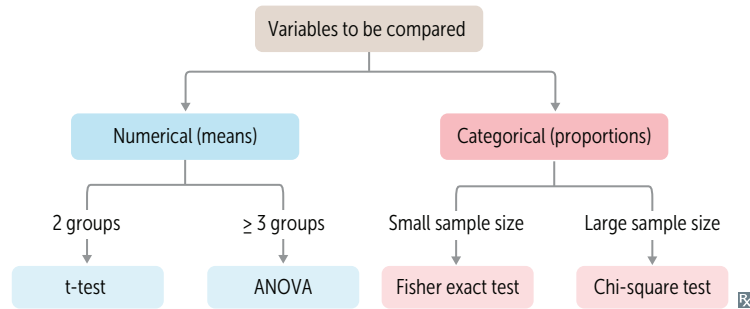 Variables to be compared
Numerical (means)
Categorical (proportions)
2 groups
≥ 3 groups
Small sample size
Large sample size
t-test
ANOVA
Fisher exact test
Chi-square test
℞